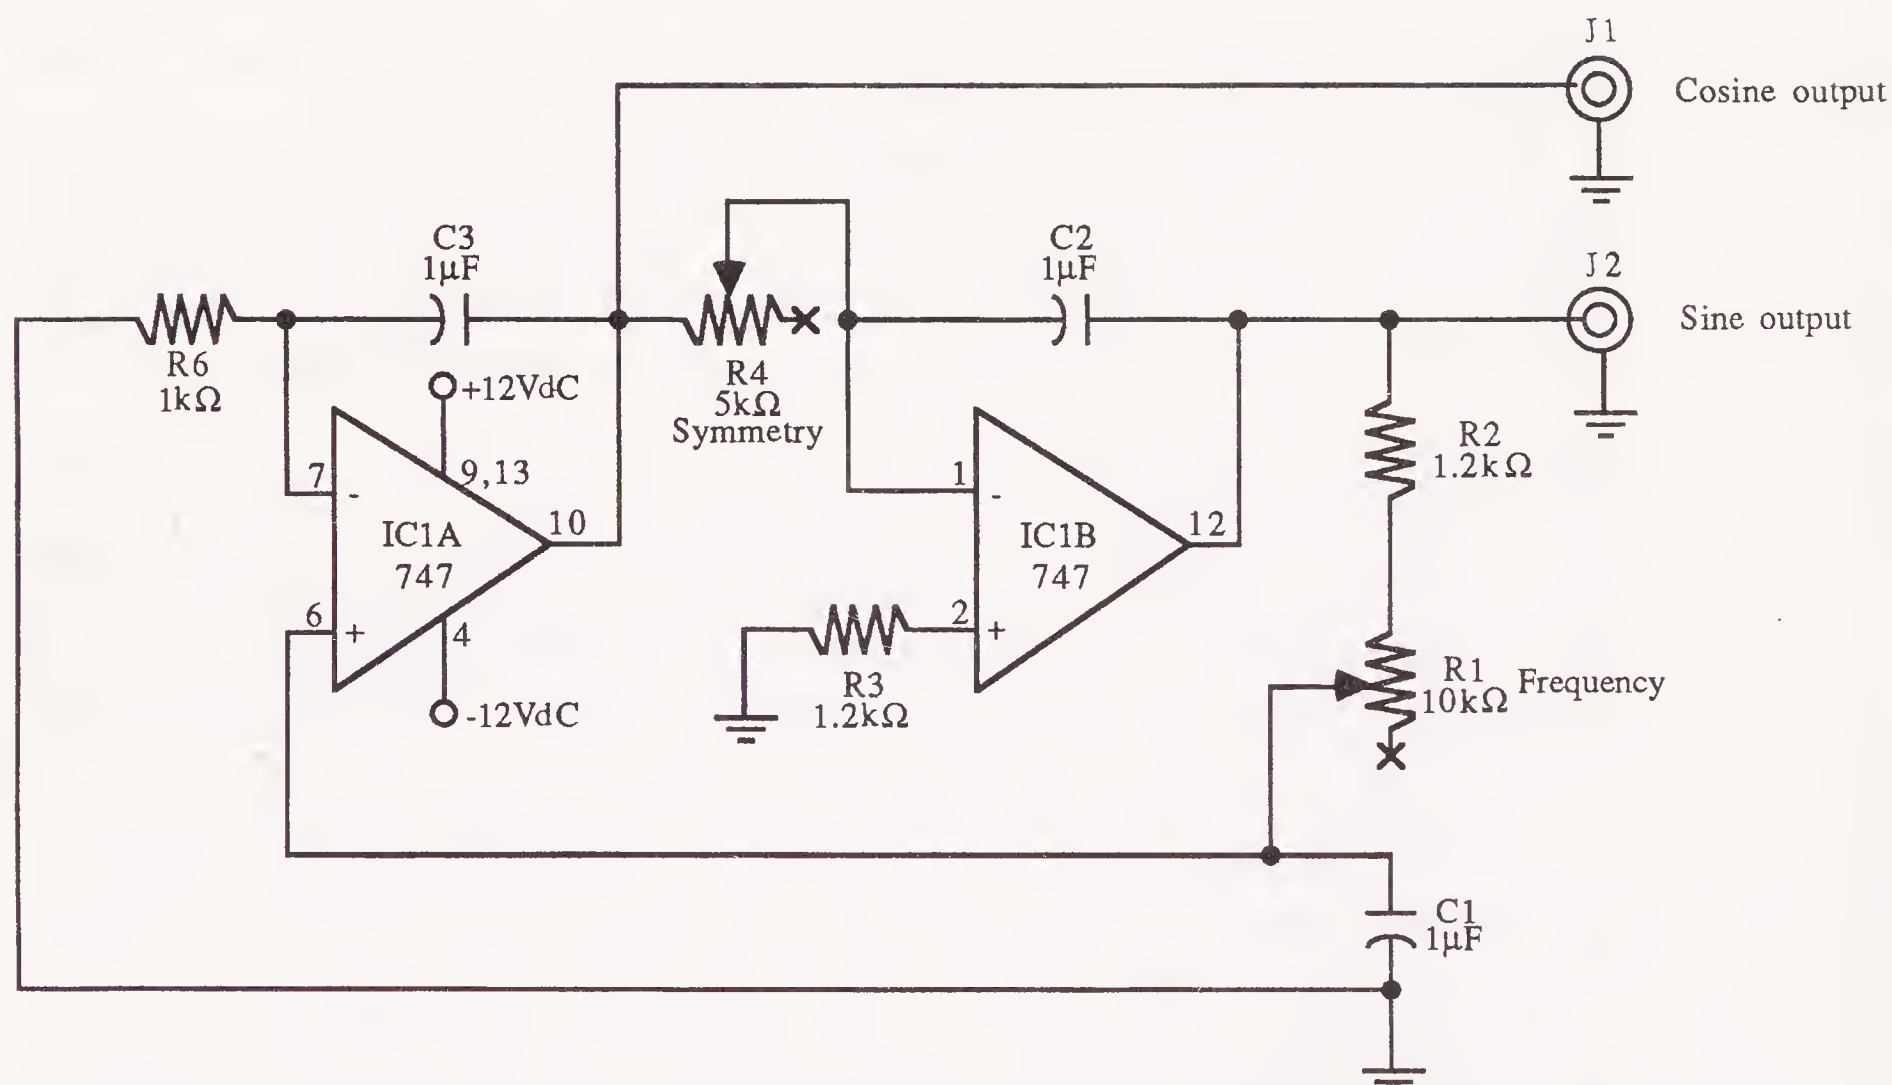 J1
Cosine output
C3
1µF
C2
1µF
J2
Sine output
R6
1kΩ
+12VdC
R4
5kΩ
Symmetry
R2
1.2kΩ
7
-
9,13
10
IC1A
747
6
+
4
-12VdC
1
-
12
IC1B
747
2
+
R3
1.2kΩ
R1
10kΩ
Frequency
C1
1µF